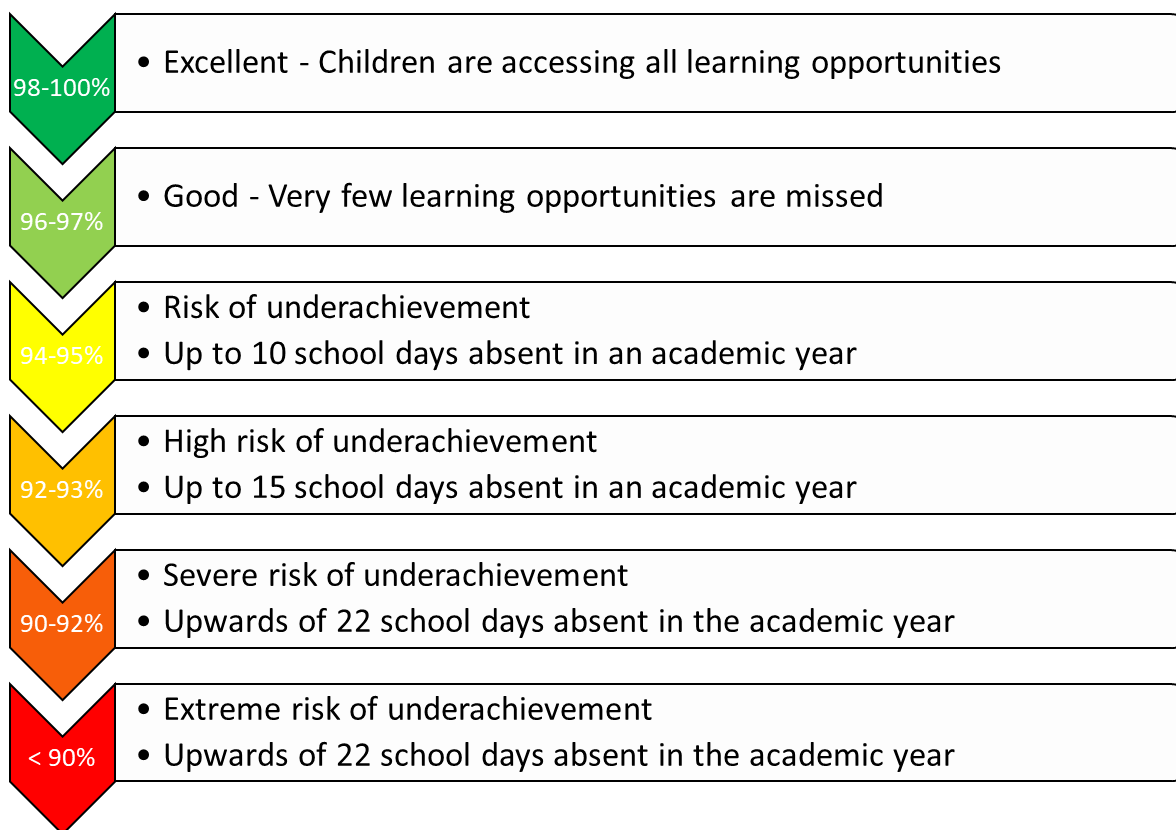 98-100%
• Excellent - Children are accessing all learning opportunities
96-97%
• Good - Very few learning opportunities are missed
94-95%
• Risk of underachievement
• Up to 10 school days absent in an academic year
92-93%
• High risk of underachievement
• Up to 15 school days absent in an academic year
90-92%
• Severe risk of underachievement
• Upwards of 22 school days absent in the academic year
< 90%
• Extreme risk of underachievement
• Upwards of 22 school days absent in the academic year